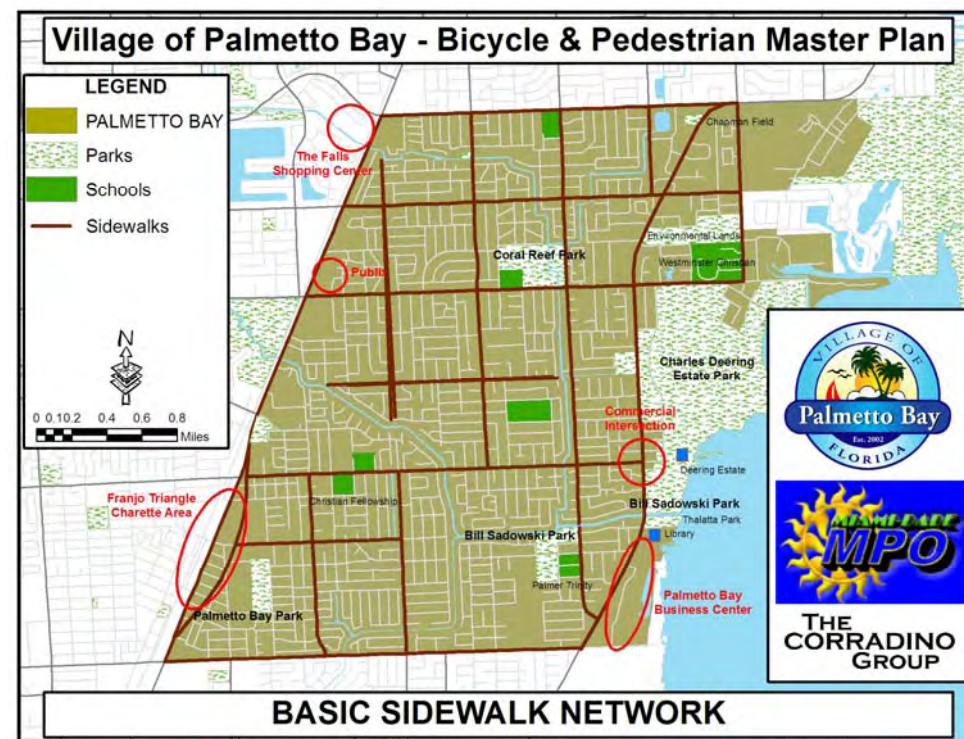 Village of Palmetto Bay - Bicycle & Pedestrian Master Plan
LEGEND
PALMETTO BAY
Parks
Schools
Sidewalks
N
0 0.10.2 0.4 0.6 0.8
Miles
The Falls
Shopping Center
Chapman Field
Publix
Coral Reef Park
Environmental Lands
Westminster Christian
Charles Deering
Estate Park
Commercial
Intersection
Deering Estate
Franjo Triangle
Charette Area
Christian Fellowship
Bill Sadowski Park
Bill Sadowski Park
Thalatta Park
Library
Palmer Trinity
Palmetto Bay Park
Palmetto Bay
Business Center
VILLAGE OF
Palmetto Bay
Est. 2002
FLORIDA
MIAMI-DADE
MPO
THE
CORRADINO
GROUP
BASIC SIDEWALK NETWORK